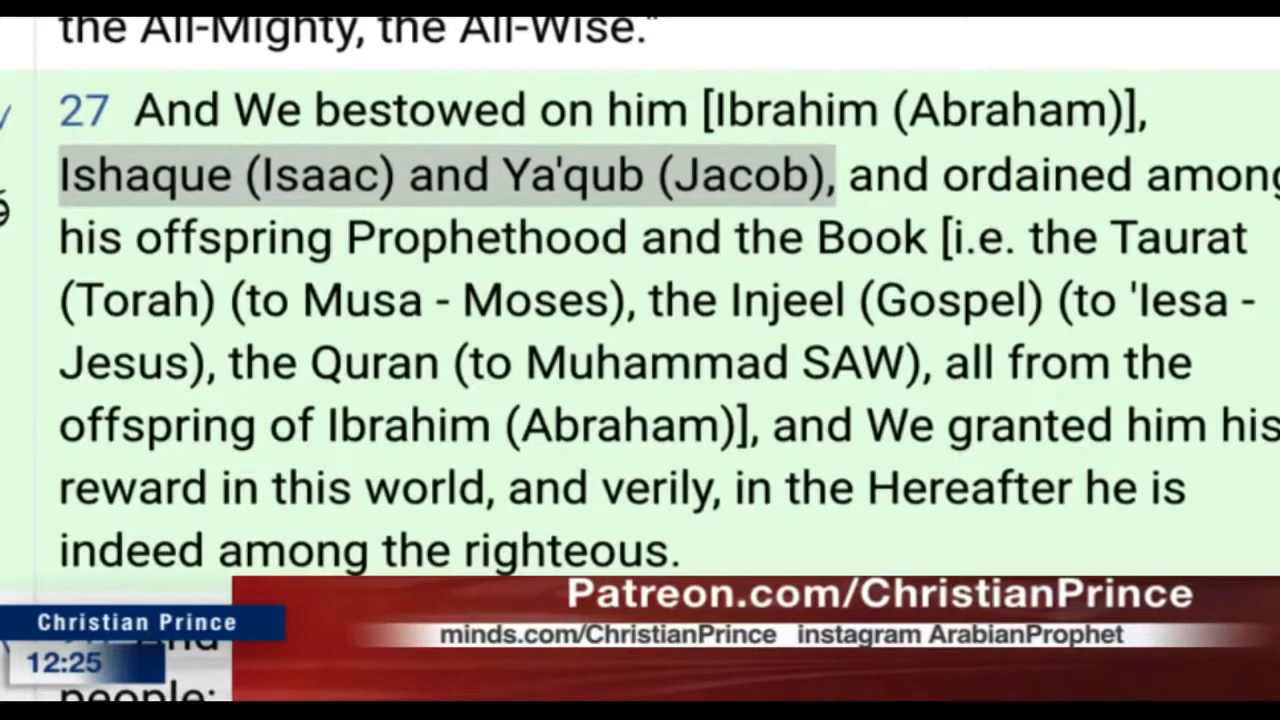 the All-Mighty, the All-Wise."
27 And We bestowed on him [Ibrahim (Abraham)],
Ishaque (Isaac) and Ya'qub (Jacob), and ordained among
his offspring Prophethood and the Book [i.e. the Taurat
(Torah) (to Musa - Moses), the Injeel (Gospel) (to 'Iesa -
Jesus), the Quran (to Muhammad SAW), all from the
offspring of Ibrahim (Abraham)], and We granted him his
reward in this world, and verily, in the Hereafter he is
indeed among the righteous.
Patreon.com/ChristianPrince
Christian Prince
minds.com/ChristianPrince instagram ArabianProphet
And
12:25
people: